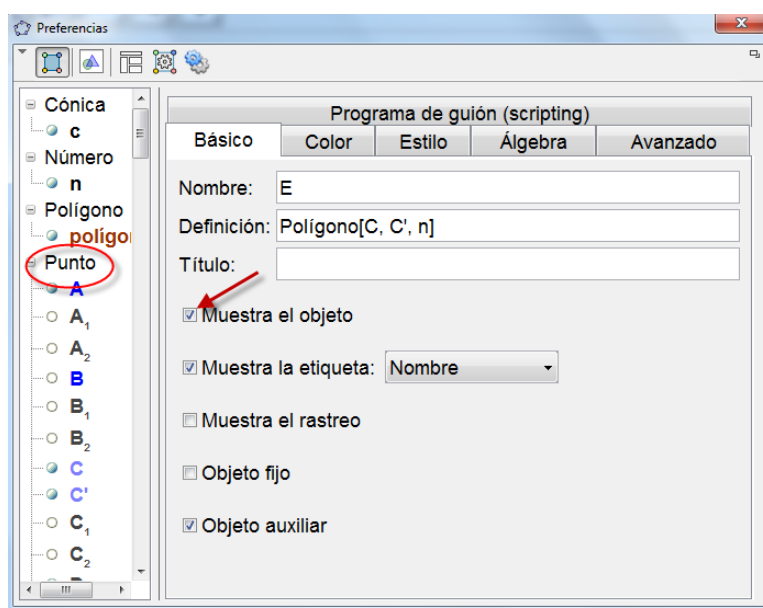 Preferencias
Cónica
c
Número
n
Polígono
polígo
Punto
A
A₁
A₂
B
B₁
B₂
C
C'
C₁
C₂
Programa de guión (scripting)
Básico Color Estilo Álgebra Avanzado
Nombre: E
Definición: Polígono[C, C', n]
Título:
Muestra el objeto
Muestra la etiqueta: Nombre
Muestra el rastreo
Objeto fijo
Objeto auxiliar